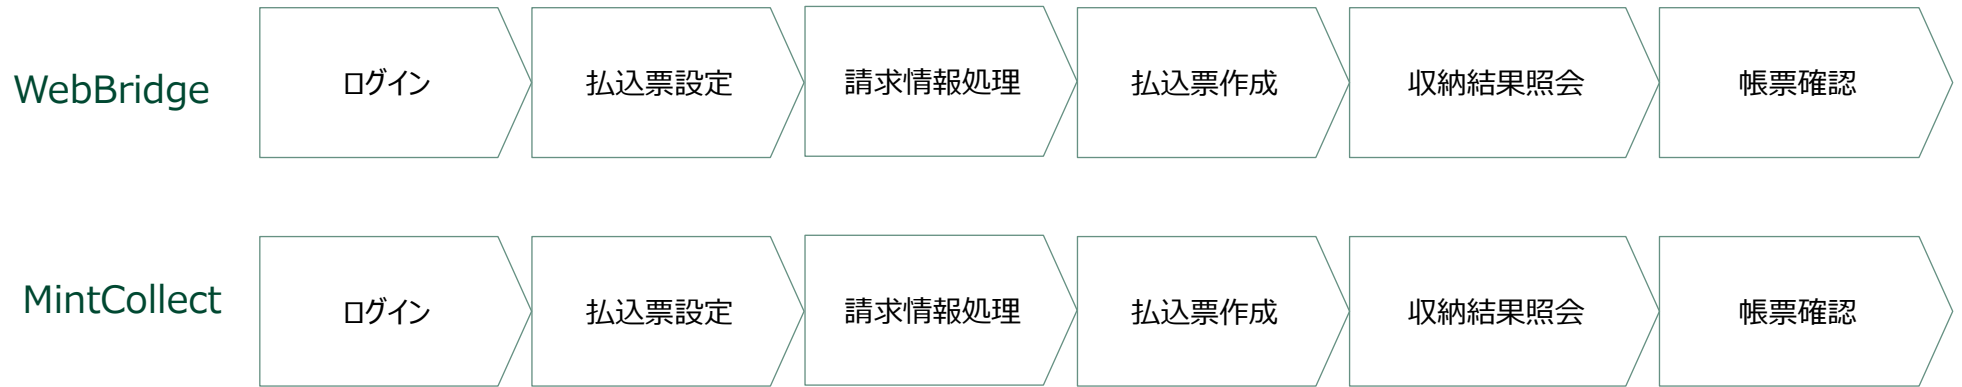 WebBridge
ログイン
払込票設定
請求情報処理
払込票作成
収納結果照会
帳票確認
MintCollect
ログイン
払込票設定
請求情報処理
払込票作成
収納結果照会
帳票確認